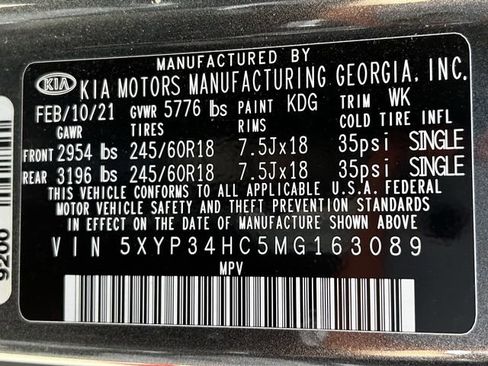 MANUFACTURED BY
KIA KIA MOTORS MANUFACTURING GEORGIA, INC.
FEB/10/21 GVWR 5776 lbs PAINT KDG TRIM WK
GAWR TIRES RIMS COLD TIRE INFL
FRONT 2954 lbs 245/60R18 7.5Jx18 35psi SINGLE
REAR 3196 lbs 245/60R18 7.5Jx18 35psi SINGLE
THIS VEHICLE CONFORMS TO ALL APPLICABLE U.S.A. FEDERAL
MOTOR VEHICLE SAFETY AND THEFT PREVENTION STANDARDS
IN EFFECT ON THE DATE OF MANUFACTURE SHOWN ABOVE.
VIN 5XYP34HC5MG163089
MPV
9200